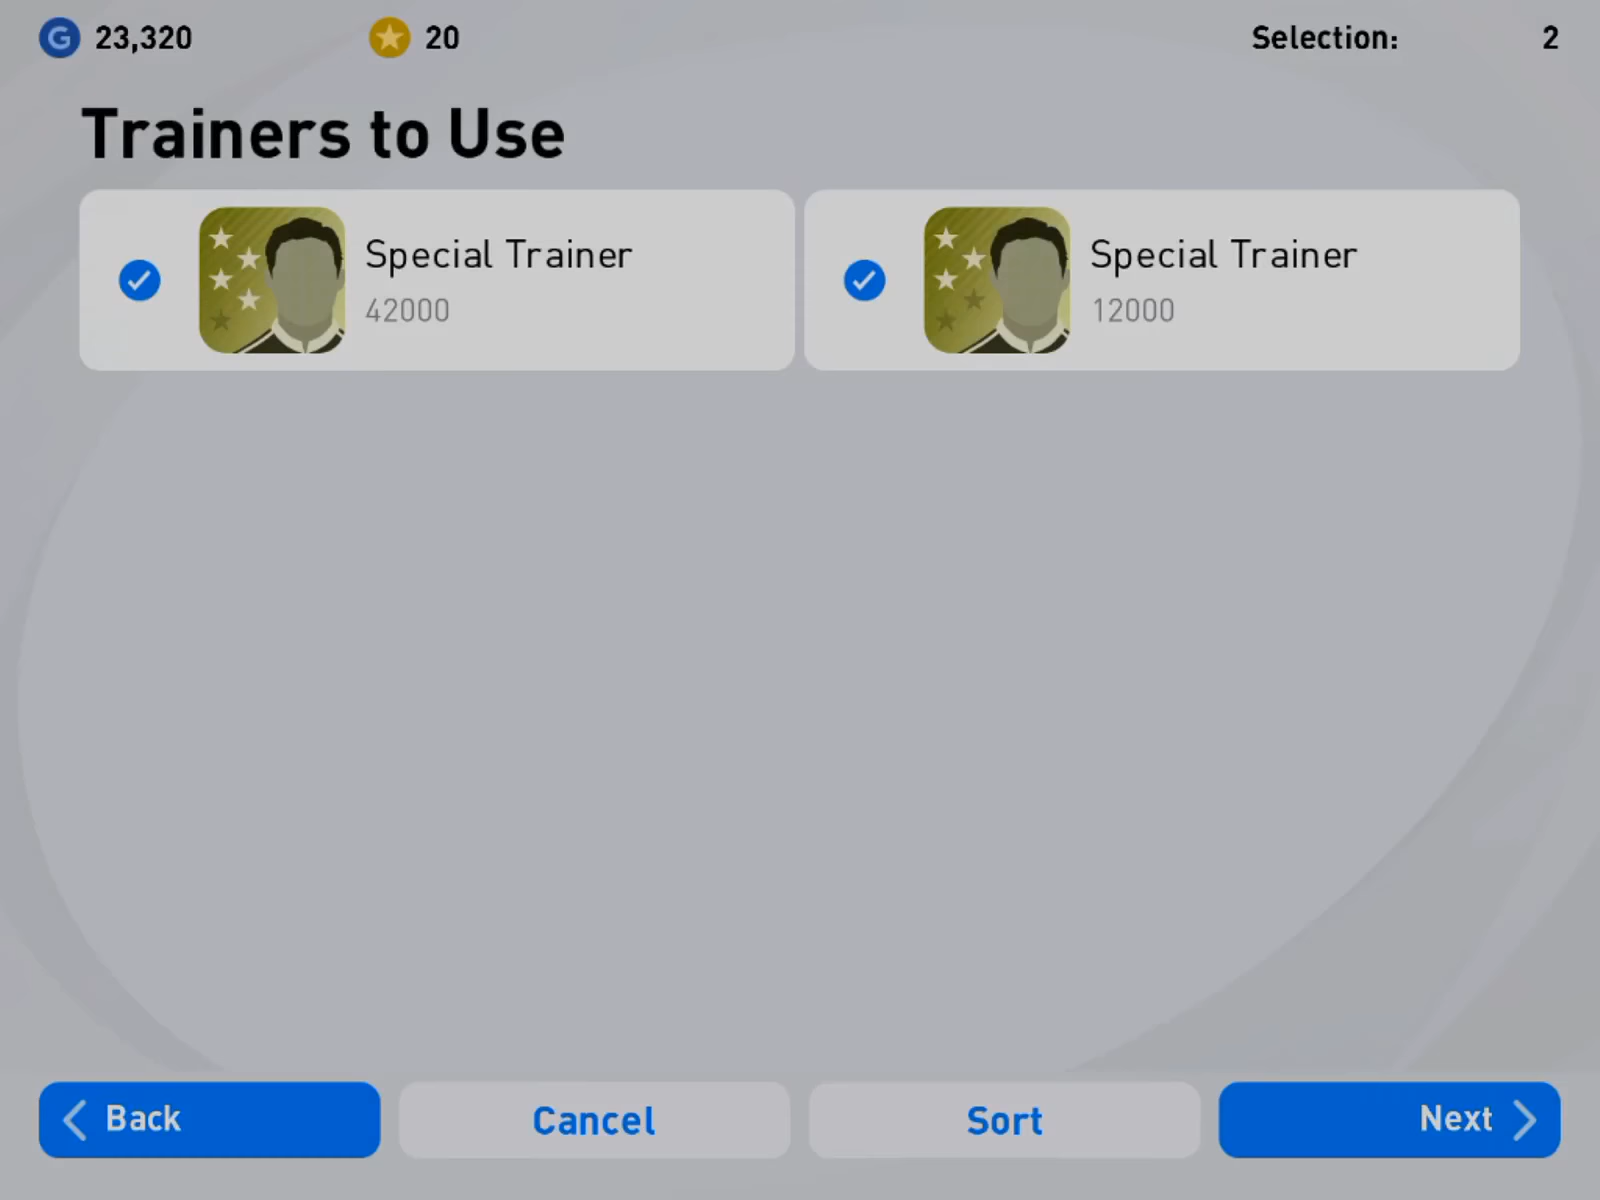 G 23,320 20 Selection: 2
Trainers to Use
Special Trainer Special Trainer
42000 12000
Back Cancel Sort Next